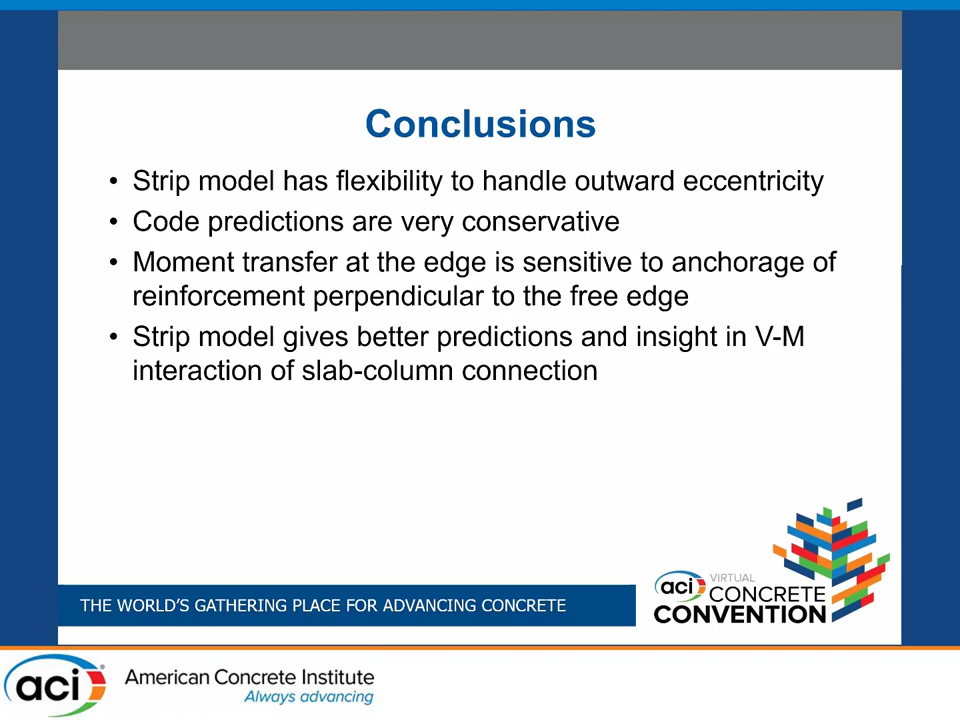 Conclusions
• Strip model has flexibility to handle outward eccentricity
• Code predictions are very conservative
• Moment transfer at the edge is sensitive to anchorage of
reinforcement perpendicular to the free edge
• Strip model gives better predictions and insight in V-M
interaction of slab-column connection
THE WORLD'S GATHERING PLACE FOR ADVANCING CONCRETE
aci VIRTUAL
CONCRETE
CONVENTION
aci American Concrete Institute
Always advancing